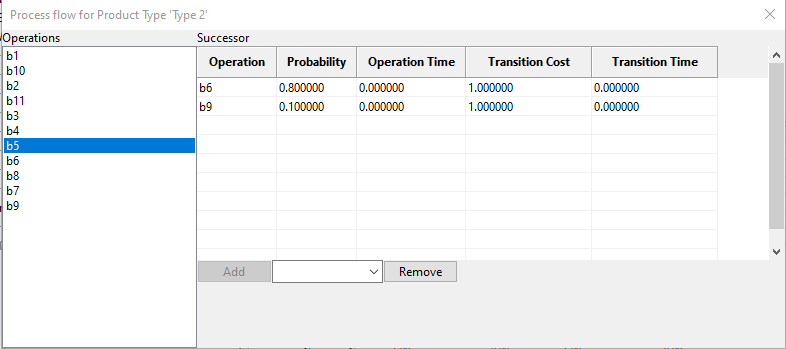 Process flow for Product Type 'Type 2'
Operations
Successor
b1
b10
b2
b11
b3
b4
b5
b6
b8
b7
b9
Operation Probability Operation Time Transition Cost Transition Time
b6 0.800000 0.000000 1.000000 0.000000
b9 0.100000 0.000000 1.000000 0.000000
Add Remove